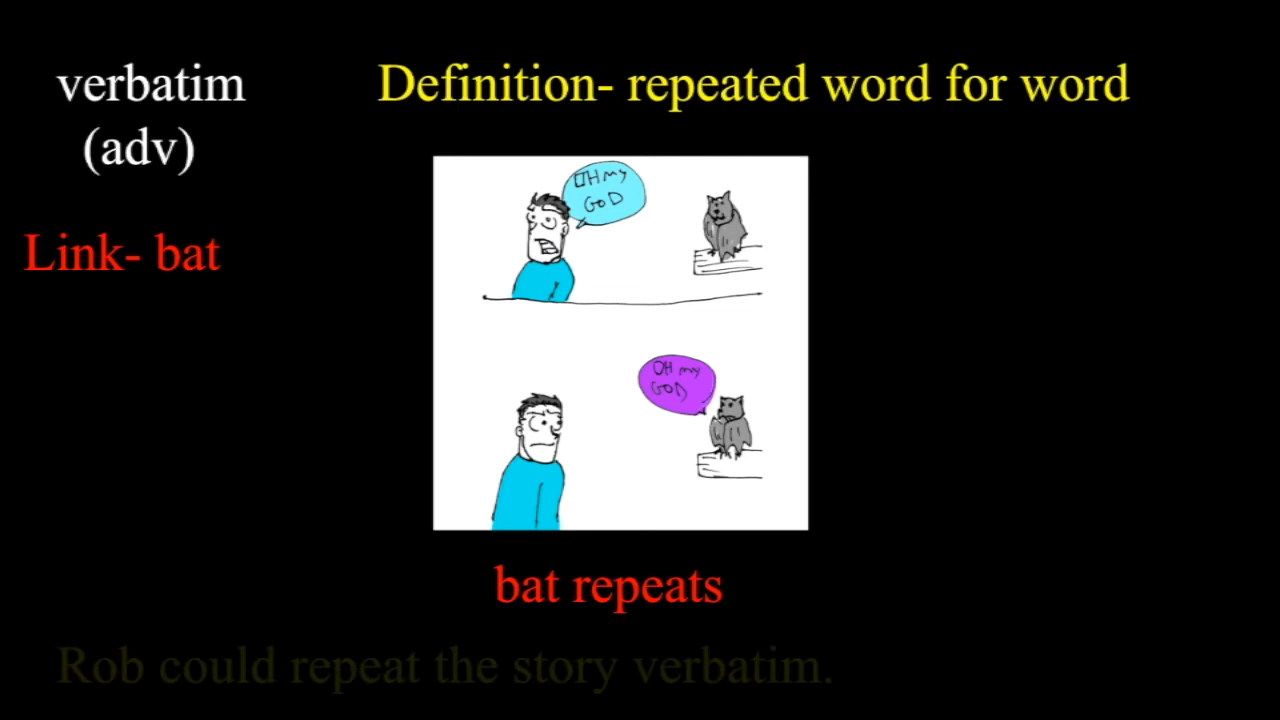 verbatim
(adv)
Definition- repeated word for word
Link- bat
OH my
GOD
OH my
GOD
bat repeats
Rob could repeat the story verbatim.